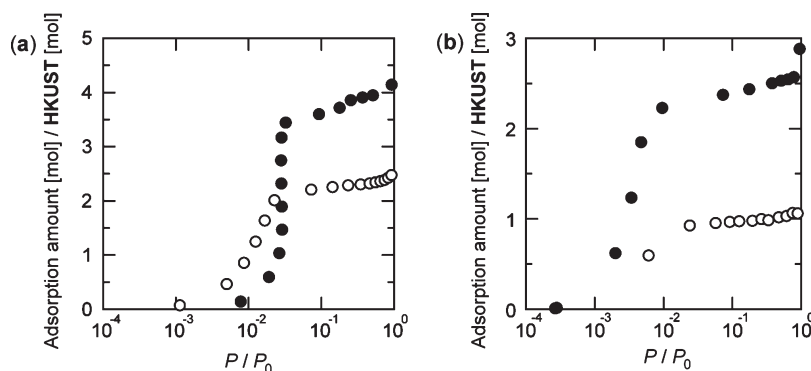 (a)
Adsorption amount [mol] / HKUST [mol]
5
4
3
2
1
0
10⁻⁴ 10⁻³ 10⁻² 10⁻¹ 10⁰
P / P₀
(b)
Adsorption amount [mol] / HKUST [mol]
3
2
1
0
10⁻⁴ 10⁻³ 10⁻² 10⁻¹ 10⁰
P / P₀